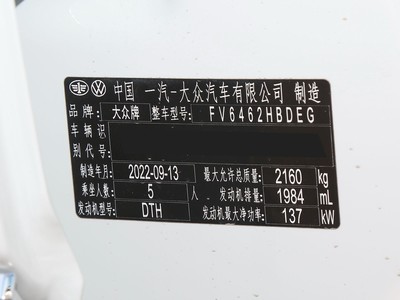 中国 一汽-大众汽车有限公司 制造
品牌: 大众牌 整车型号: FV6462HBDEG
车辆识
别代号:
制造年月: 2022-09-13 最大允许总质量: 2160 kg
乘坐人数: 5 人 发动机排量: 1984 mL
发动机型号: DTH 发动机最大净功率: 137 kW